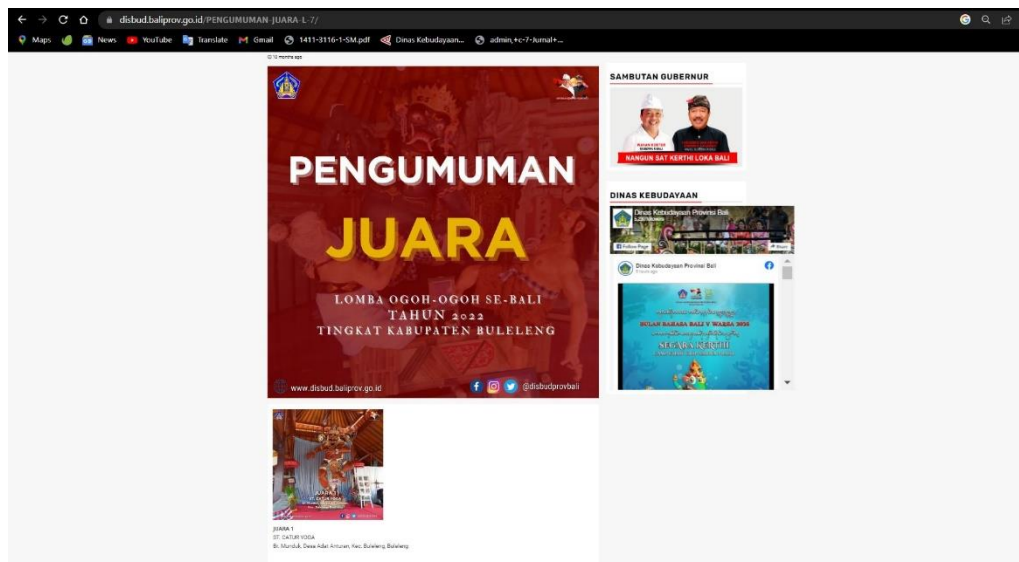 disbud.baliprov.go.id/PENGUMUMAN-JUARA-L-7/
Maps
News
YouTube
Translate
Gmail
1411-3116-1-SM.pdf
Dinas Kebudayaan...
admin,+c-7-Jurnal+...
10 months ago
PENGUMUMAN
JUARA
LOMBA OGOH-OGOH SE-BALI
TAHUN 2022
TINGKAT KABUPATEN BULELENG
www.disbud.baliprov.go.id
@disbudprovbali
JUARA 1
ST. CATUR YOGA
Br. Munduk, Desa Adat Anturan, Kec. Buleleng, Buleleng
SAMBUTAN GUBERNUR
NANGUN SAT KERTHI LOKA BALI
DINAS KEBUDAYAAN
Dinas Kebudayaan Provinsi Bali
Follow Page
Share
Dinas Kebudayaan Provinsi Bali
BULAN BAHASA BALI V WARSA 2023
SEGARA KERTHI